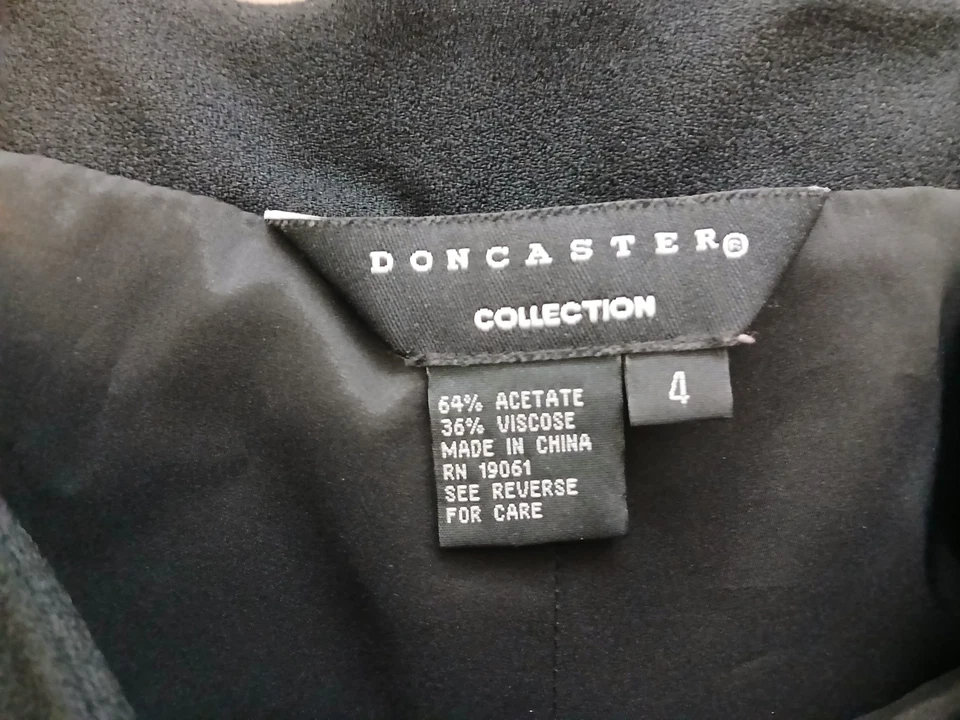 DONCASTER®
COLLECTION
4
64% ACETATE
36% VISCOSE
MADE IN CHINA
RN 19061
SEE REVERSE
FOR CARE